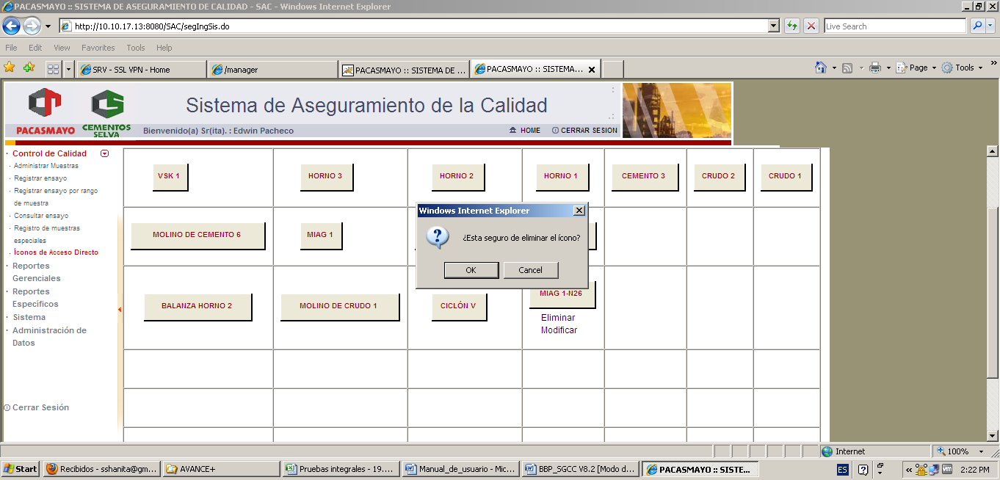 PACASMAYO :: SISTEMA DE ASEGURAMIENTO DE CALIDAD - SAC - Windows Internet Explorer
http://10.10.17.13:8080/SAC/segIngSis.do
Live Search
File Edit View Favorites Tools Help
SRV - SSL VPN - Home
/manager
PACASMAYO :: SISTEMA DE ...
PACASMAYO :: SISTEMA...
Page
Tools
PACASMAYO
CEMENTOS SELVA
Sistema de Aseguramiento de la Calidad
Bienvenido(a) Sr(ita). : Edwin Pacheco
HOME
CERRAR SESION
Control de Calidad
Administrar Muestras
Registrar ensayo
Registrar ensayo por rango
de muestra
Consultar ensayo
Registro de muestras
especiales
Íconos de Acceso Directo
Reportes
Gerenciales
Reportes
Específicos
Sistema
Administración de
Datos
Cerrar Sesión
VSK 1
HORNO 3
HORNO 2
HORNO 1
CEMENTO 3
CRUDO 2
CRUDO 1
MOLINO DE CEMENTO 6
MIAG 1
Windows Internet Explorer
¿Esta seguro de eliminar el ícono?
OK
Cancel
BALANZA HORNO 2
MOLINO DE CRUDO 1
CICLÓN V
MIAG 1-N26
Eliminar
Modificar
Internet
100%
Start
Recibidos - sshanita@gm...
AVANCE+
Pruebas integrales - 19....
Manual_de_usuario - Mic...
BBP_SGCC V8.2 [Modo d...
PACASMAYO :: SISTE...
ES
2:22 PM